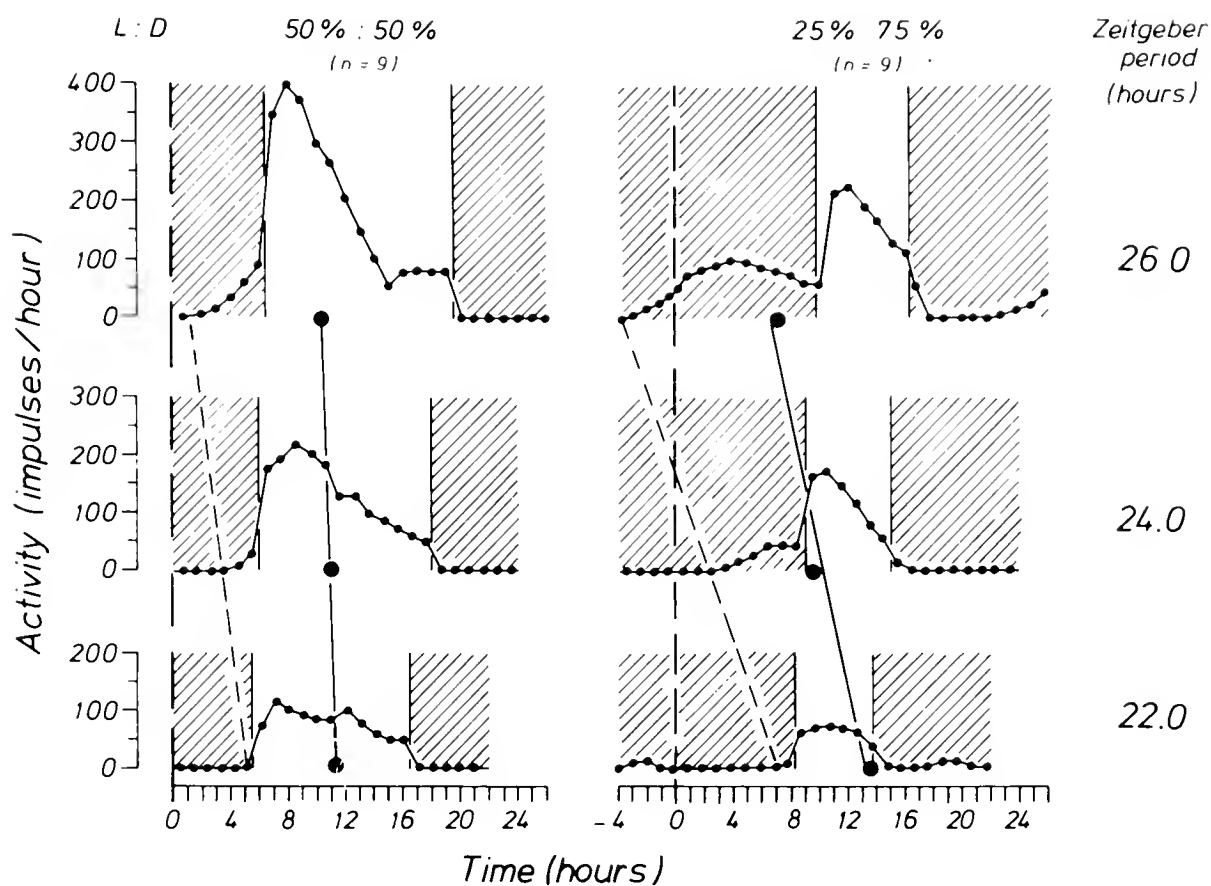 L : D 50 % : 50 % 25 % 75 % Zeitgeber
(n = 9) (n = 9) period
(hours)
400
300
200
100
0
26 0
300
200
100
0
24.0
200
100
0
22.0
Activity (impulses/hour)
0 4 8 12 16 20 24 -4 0 4 8 12 16 20 24
Time (hours)